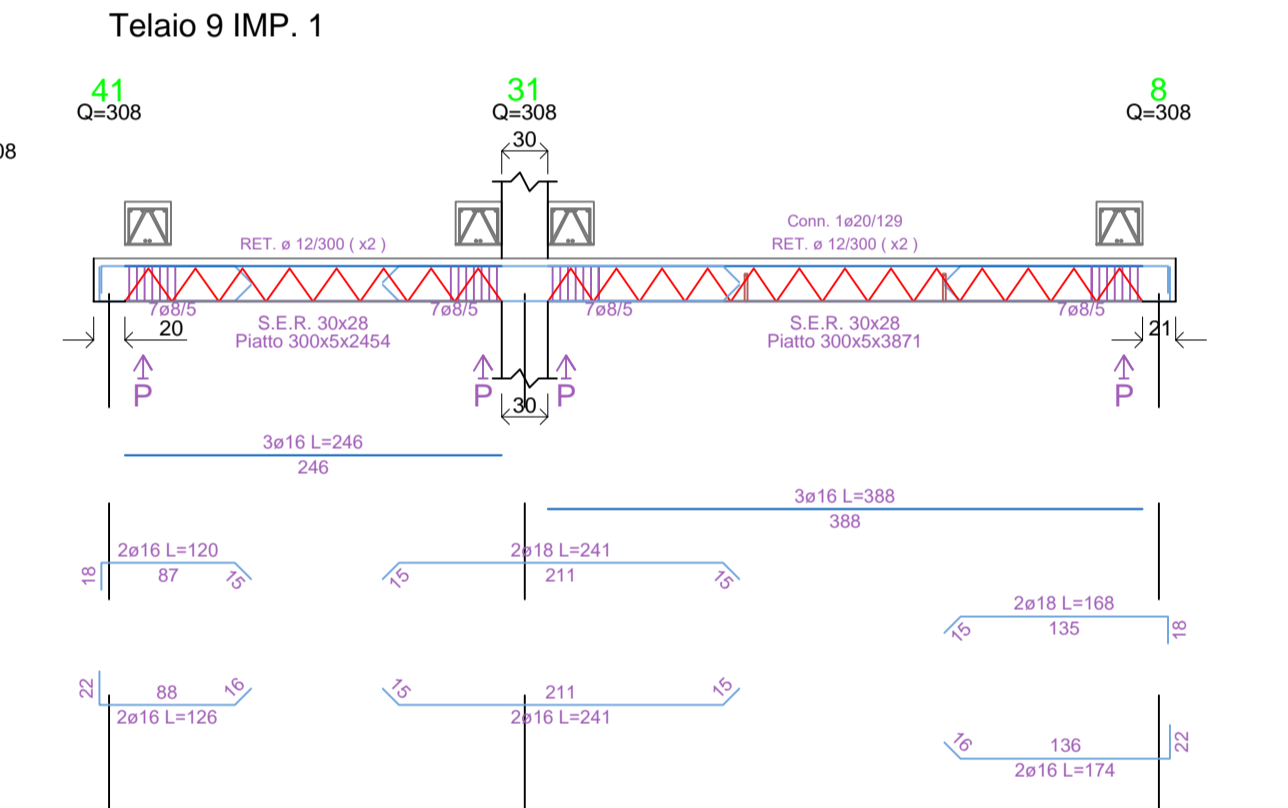 Telaio 9 IMP. 1
41
31
8
Q=308
Q=308
Q=308
30
08
Conn. 1ø20/129
RET. ø 12/300 ( x2 )
RET. ø 12/300 ( x2 )
7ø8/5
7ø8/5
7ø8/5
7ø8/5
20
S.E.R. 30x28
S.E.R. 30x28
21
Piatto 300x5x2454
Piatto 300x5x3871
P
P
P
P
30
3ø16 L=246
246
3ø16 L=388
388
2ø16 L=120
2ø18 L=241
18
87
15
15
211
15
2ø18 L=168
15
135
18
22
88
16
15
211
15
2ø16 L=126
2ø16 L=241
16
136
22
2ø16 L=174